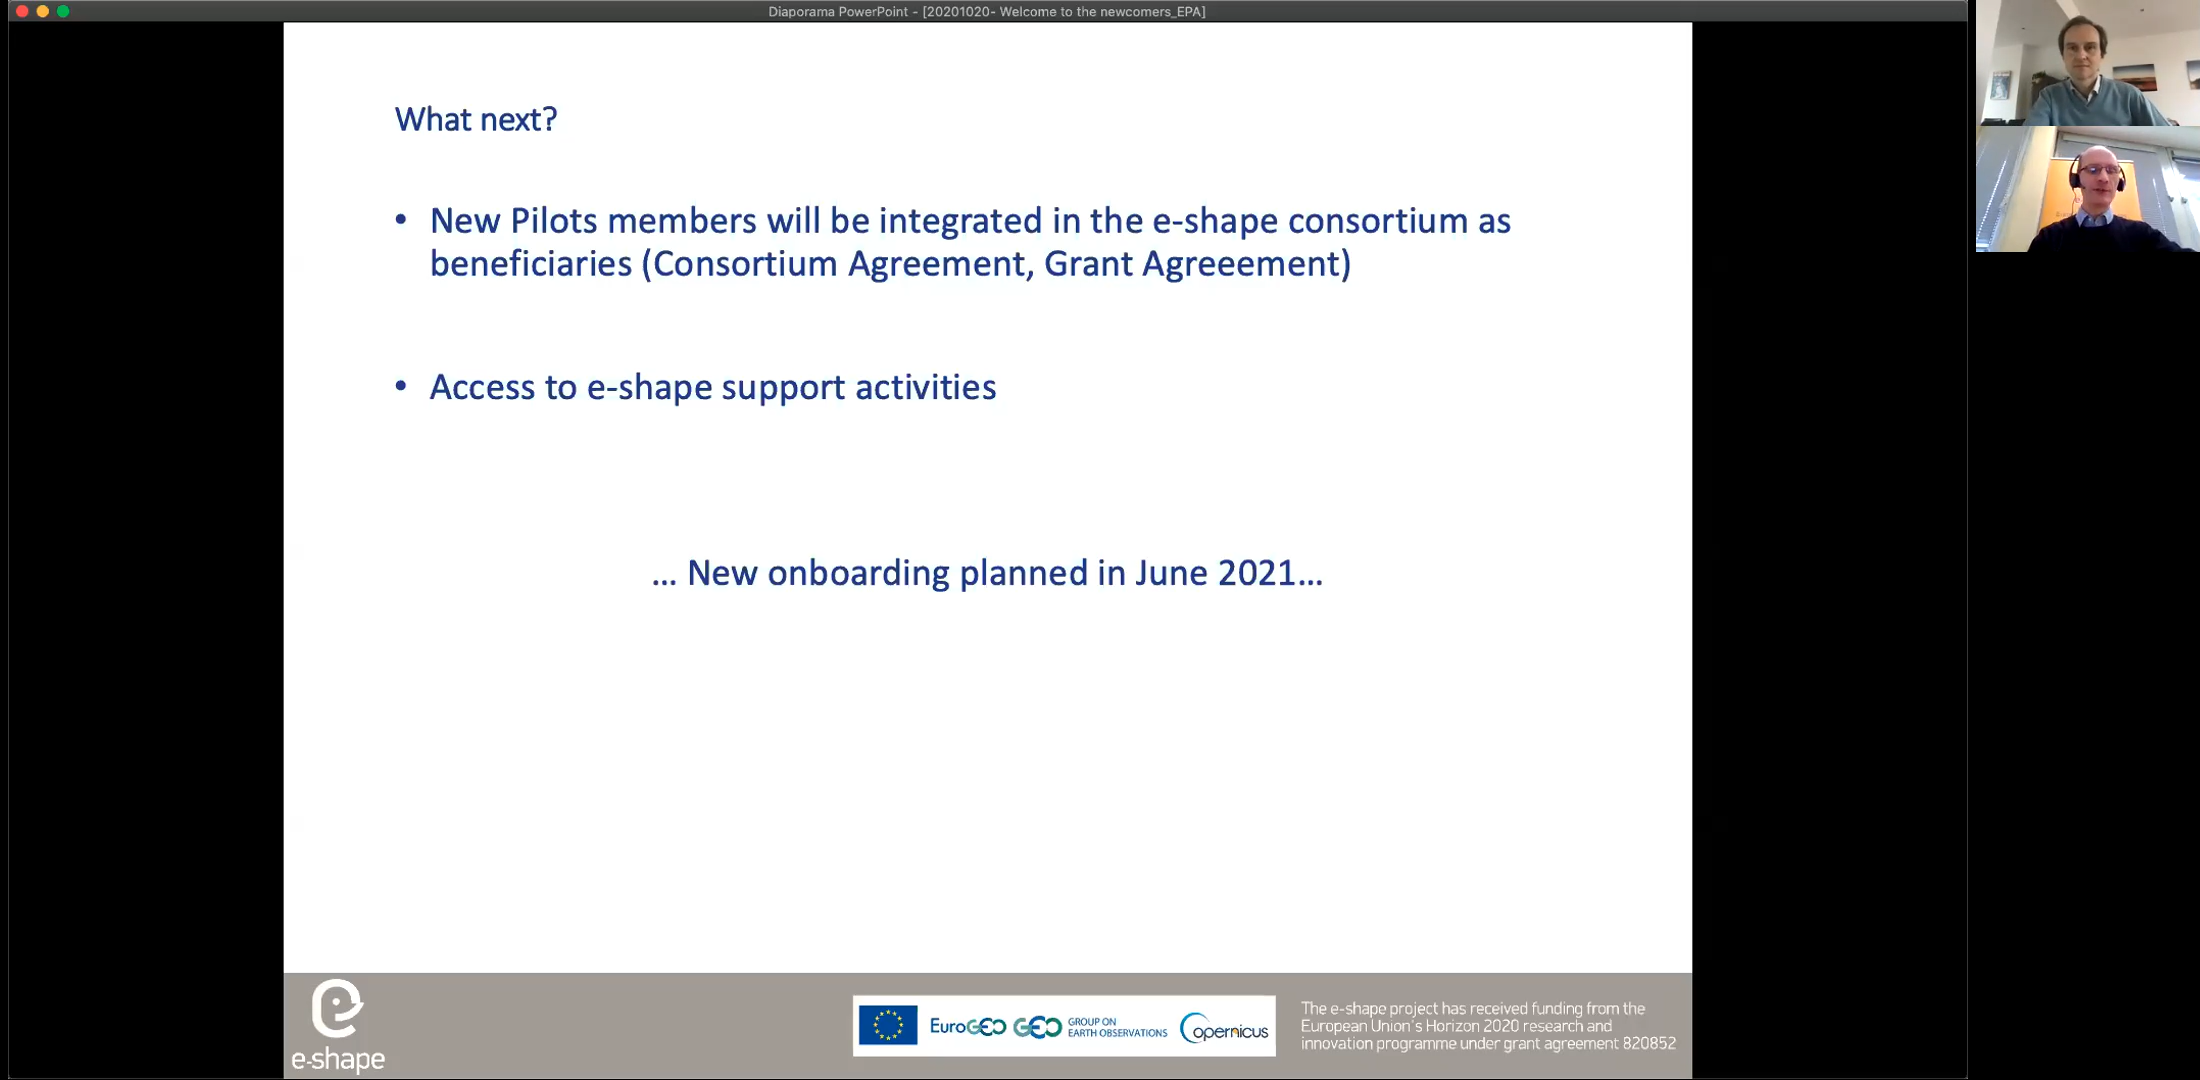 Diaporama PowerPoint - [20201020- Welcome to the newcomers_EPA]
What next?
• New Pilots members will be integrated in the e-shape consortium as
beneficiaries (Consortium Agreement, Grant Agreeement)
• Access to e-shape support activities
... New onboarding planned in June 2021...
e-shape
EuroGEO
GEO
GROUP ON
EARTH OBSERVATIONS
Copernicus
The e-shape project has received funding from the
European Union's Horizon 2020 research and
innovation programme under grant agreement 820852